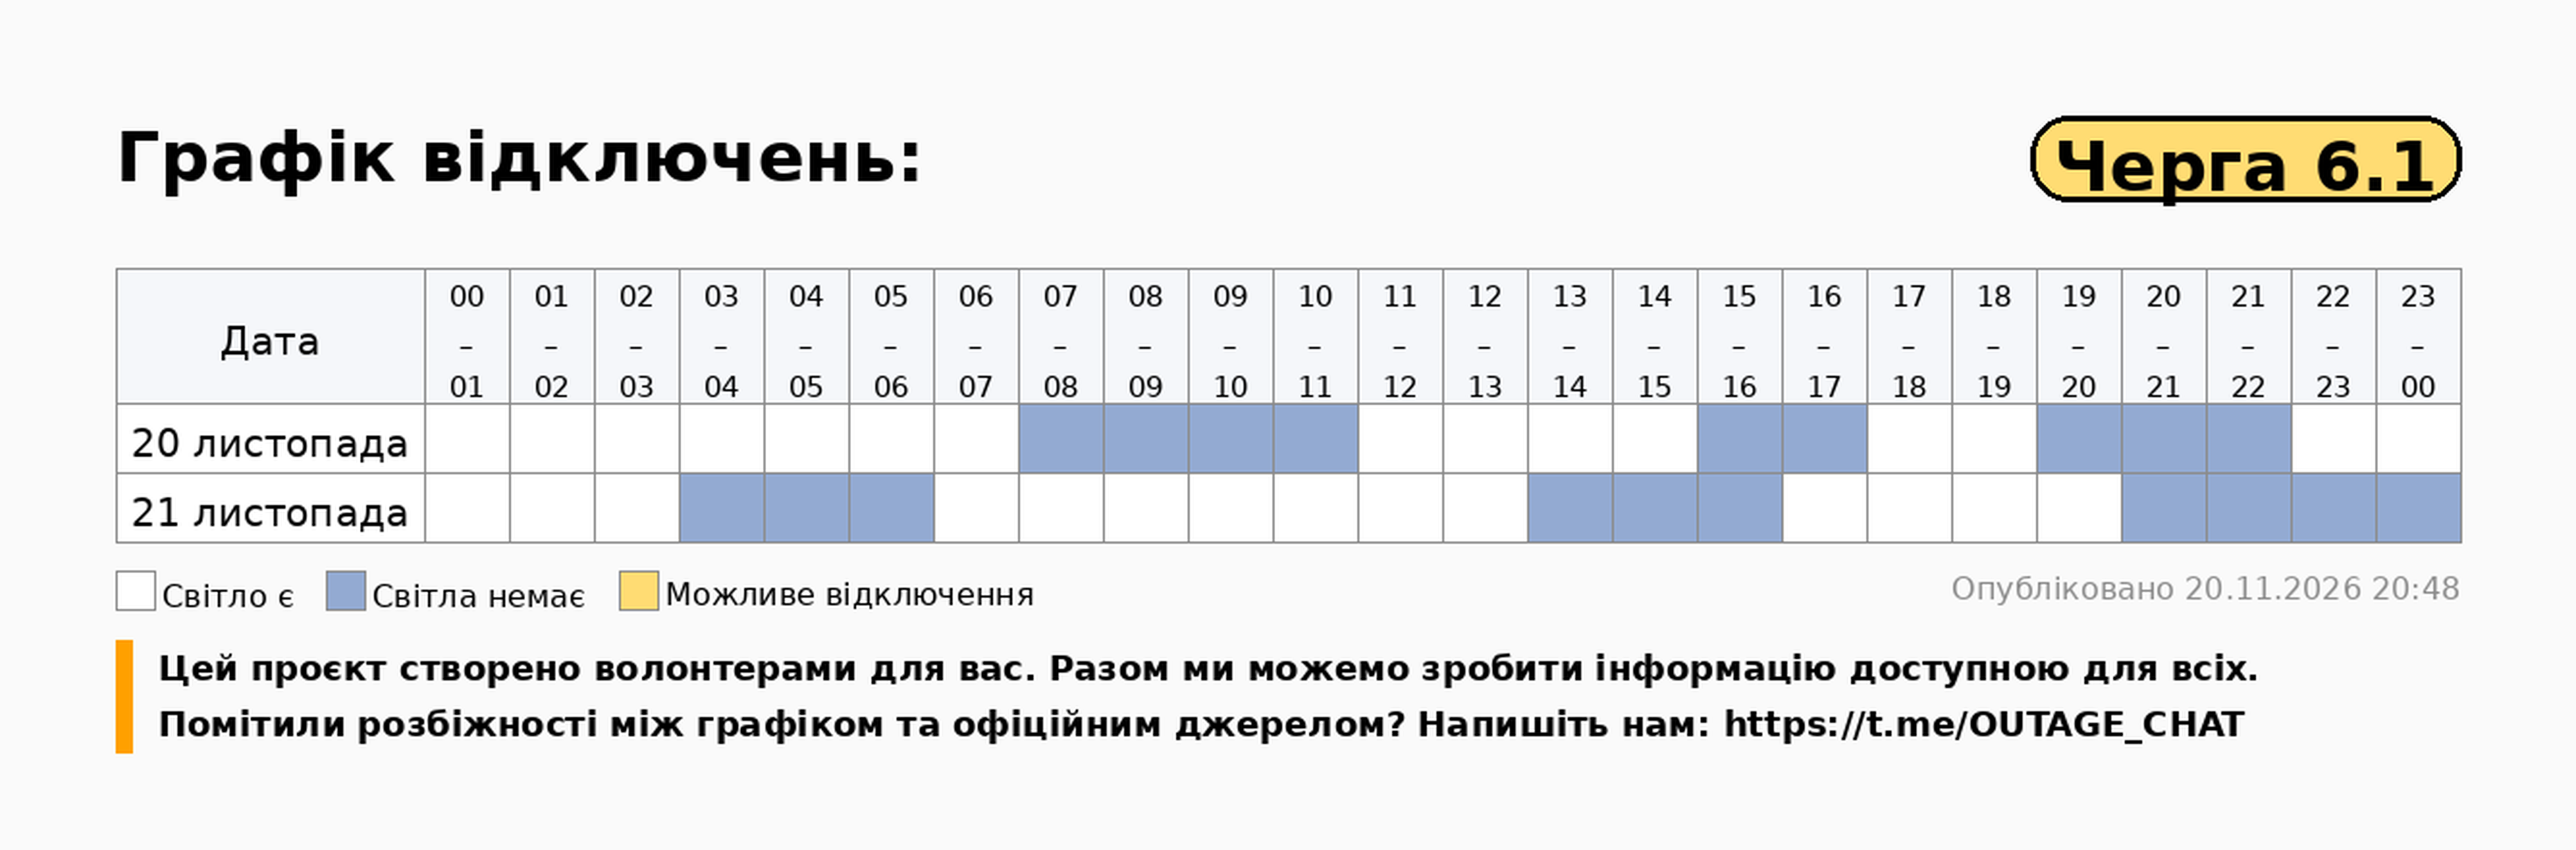 Графік відключень:
Черга 6.1
Дата
00 – 01
01 – 02
02 – 03
03 – 04
04 – 05
05 – 06
06 – 07
07 – 08
08 – 09
09 – 10
10 – 11
11 – 12
12 – 13
13 – 14
14 – 15
15 – 16
16 – 17
17 – 18
18 – 19
19 – 20
20 – 21
21 – 22
22 – 23
23 – 00
20 листопада
21 листопада
Світло є
Світла немає
Можливе відключення
Опубліковано 20.11.2026 20:48
Цей проєкт створено волонтерами для вас. Разом ми можемо зробити інформацію доступною для всіх.
Помітили розбіжності між графіком та офіційним джерелом? Напишіть нам: https://t.me/OUTAGE_CHAT